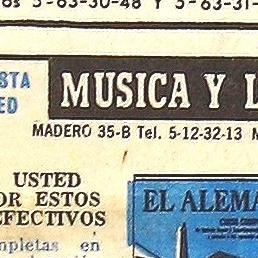 5-63-30-48 Y 5-63-31-
STA
ED
MUSICA Y L
MADERO 35-B Tel. 5-12-32-13 M
USTED
OR ESTOS
EFECTIVOS
mpletas en
EL ALEMA